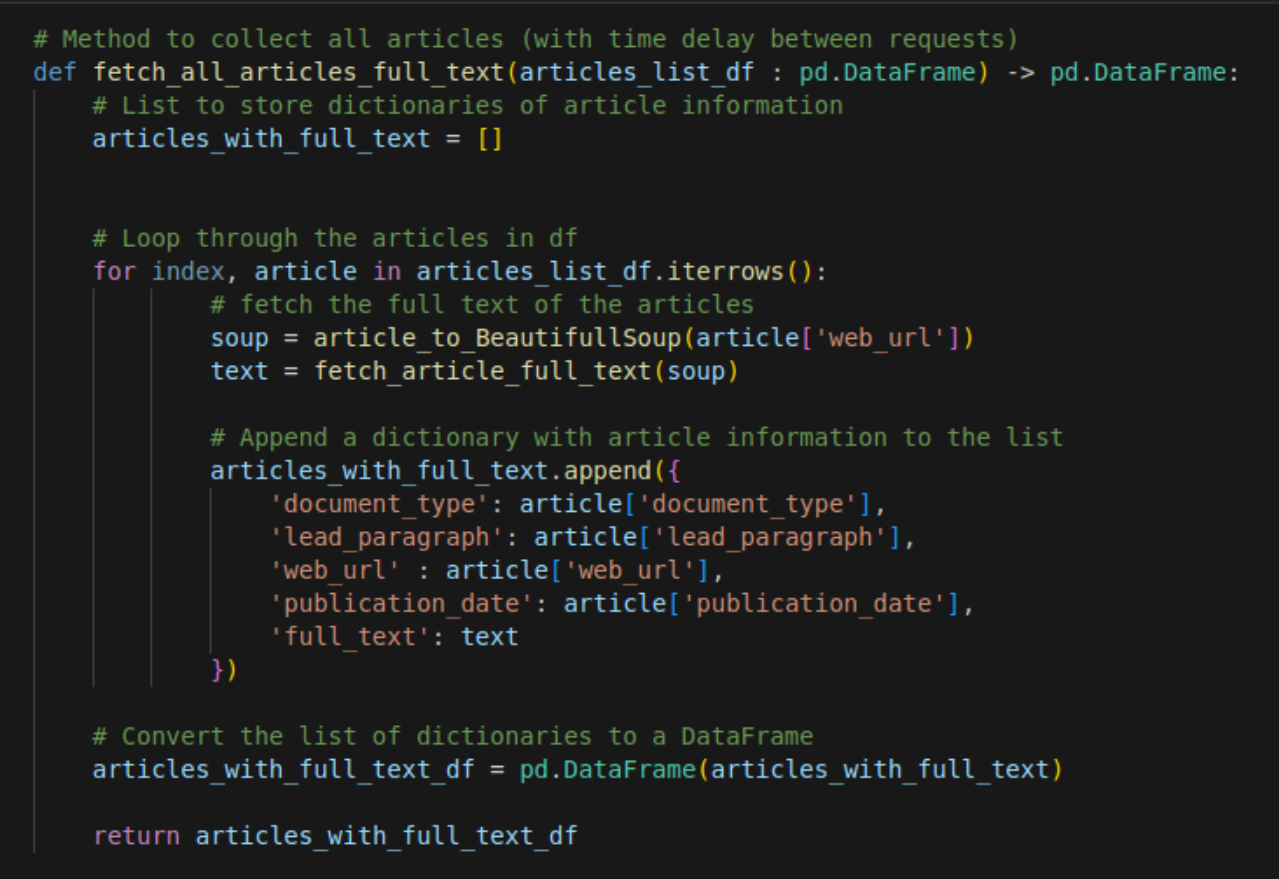 # Method to collect all articles (with time delay between requests)
def fetch_all_articles_full_text(articles_list_df : pd.DataFrame) -> pd.DataFrame:
    # List to store dictionaries of article information
    articles_with_full_text = []
    # Loop through the articles in df
    for index, article in articles_list_df.iterrows():
            # fetch the full text of the articles
            soup = article_to_BeautifullSoup(article['web_url'])
            text = fetch_article_full_text(soup)
            # Append a dictionary with article information to the list
            articles_with_full_text.append({
                'document_type': article['document_type'],
                'lead_paragraph': article['lead_paragraph'],
                'web_url' : article['web_url'],
                'publication_date': article['publication_date'],
                'full_text': text
            })
    # Convert the list of dictionaries to a DataFrame
    articles_with_full_text_df = pd.DataFrame(articles_with_full_text)
    return articles_with_full_text_df